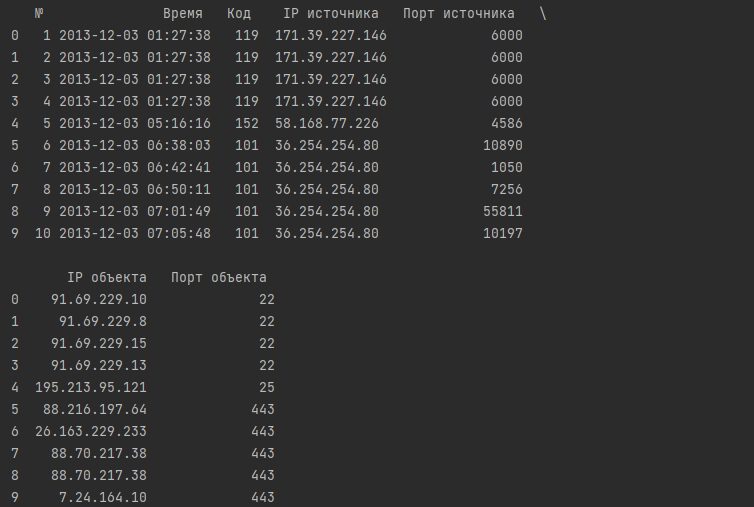 № Время Код IP источника Порт источника \
0 1 2013-12-03 01:27:38 119 171.39.227.146 6000
1 2 2013-12-03 01:27:38 119 171.39.227.146 6000
2 3 2013-12-03 01:27:38 119 171.39.227.146 6000
3 4 2013-12-03 01:27:38 119 171.39.227.146 6000
4 5 2013-12-03 05:16:16 152 58.168.77.226 4586
5 6 2013-12-03 06:38:03 101 36.254.254.80 10890
6 7 2013-12-03 06:42:41 101 36.254.254.80 1050
7 8 2013-12-03 06:50:11 101 36.254.254.80 7256
8 9 2013-12-03 07:01:49 101 36.254.254.80 55811
9 10 2013-12-03 07:05:48 101 36.254.254.80 10197
IP объекта Порт объекта
0 91.69.229.10 22
1 91.69.229.8 22
2 91.69.229.15 22
3 91.69.229.13 22
4 195.213.95.121 25
5 88.216.197.64 443
6 26.163.229.233 443
7 88.70.217.38 443
8 88.70.217.38 443
9 7.24.164.10 443